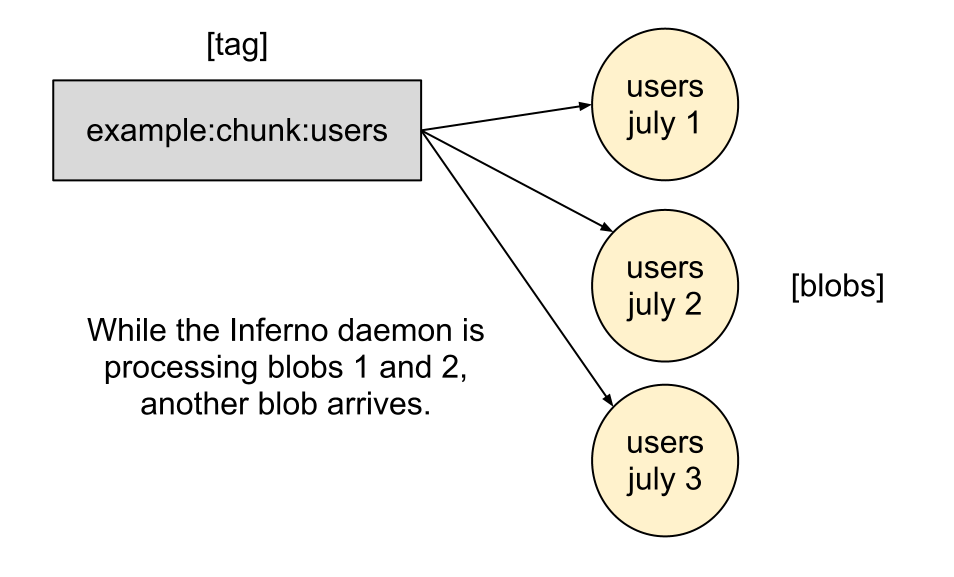 [tag]
example:chunk:users
users
july 1
users
july 2
[blobs]
While the Inferno daemon is
processing blobs 1 and 2,
another blob arrives.
users
july 3